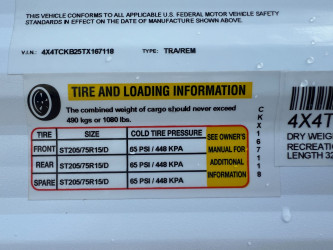 THIS VEHICLE CONFORMS TO ALL APPLICABLE U.S. FEDERAL MOTOR VEHICLE SAFETY
STANDARDS IN EFFECT ON THE DATE OF MANUFACTURE SHOWN ABOVE.
V.I.N.: 4X4TCKB25TX167118 TYPE: TRA/REM
TIRE AND LOADING INFORMATION
The combined weight of cargo should never exceed
490 kgs or 1080 lbs.
TIRE SIZE COLD TIRE PRESSURE SEE OWNER'S MANUAL FOR ADDITIONAL INFORMATION
FRONT ST205/75R15/D 65 PSI / 448 KPA
REAR ST205/75R15/D 65 PSI / 448 KPA
SPARE ST205/75R15/D 65 PSI / 448 KPA
CKX167118
4X4T
DRY WEIG
RECREATI
LENGTH 32